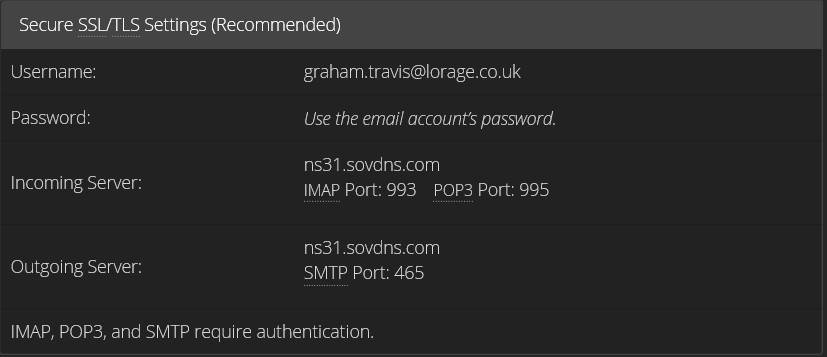 Secure SSL/TLS Settings (Recommended)
Username: graham.travis@lorage.co.uk
Password: Use the email account’s password.
Incoming Server: ns31.sovdns.com
IMAP Port: 993 POP3 Port: 995
Outgoing Server: ns31.sovdns.com
SMTP Port: 465
IMAP, POP3, and SMTP require authentication.